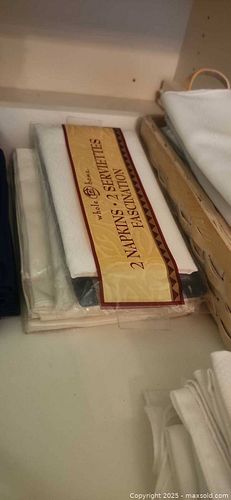 whole home
2 NAPKINS • 2 SERVIETTES
FASCINATION
Copyright © 2025 - maxsold.com